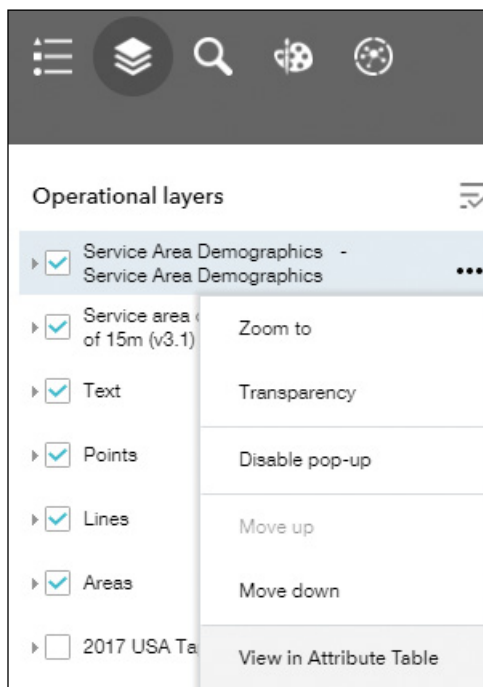 Operational layers
Service Area Demographics -
Service Area Demographics
Service area
of 15m (v3.1)
Text
Points
Lines
Areas
2017 USA
Zoom to
Transparency
Disable pop-up
Move up
Move down
View in Attribute Table